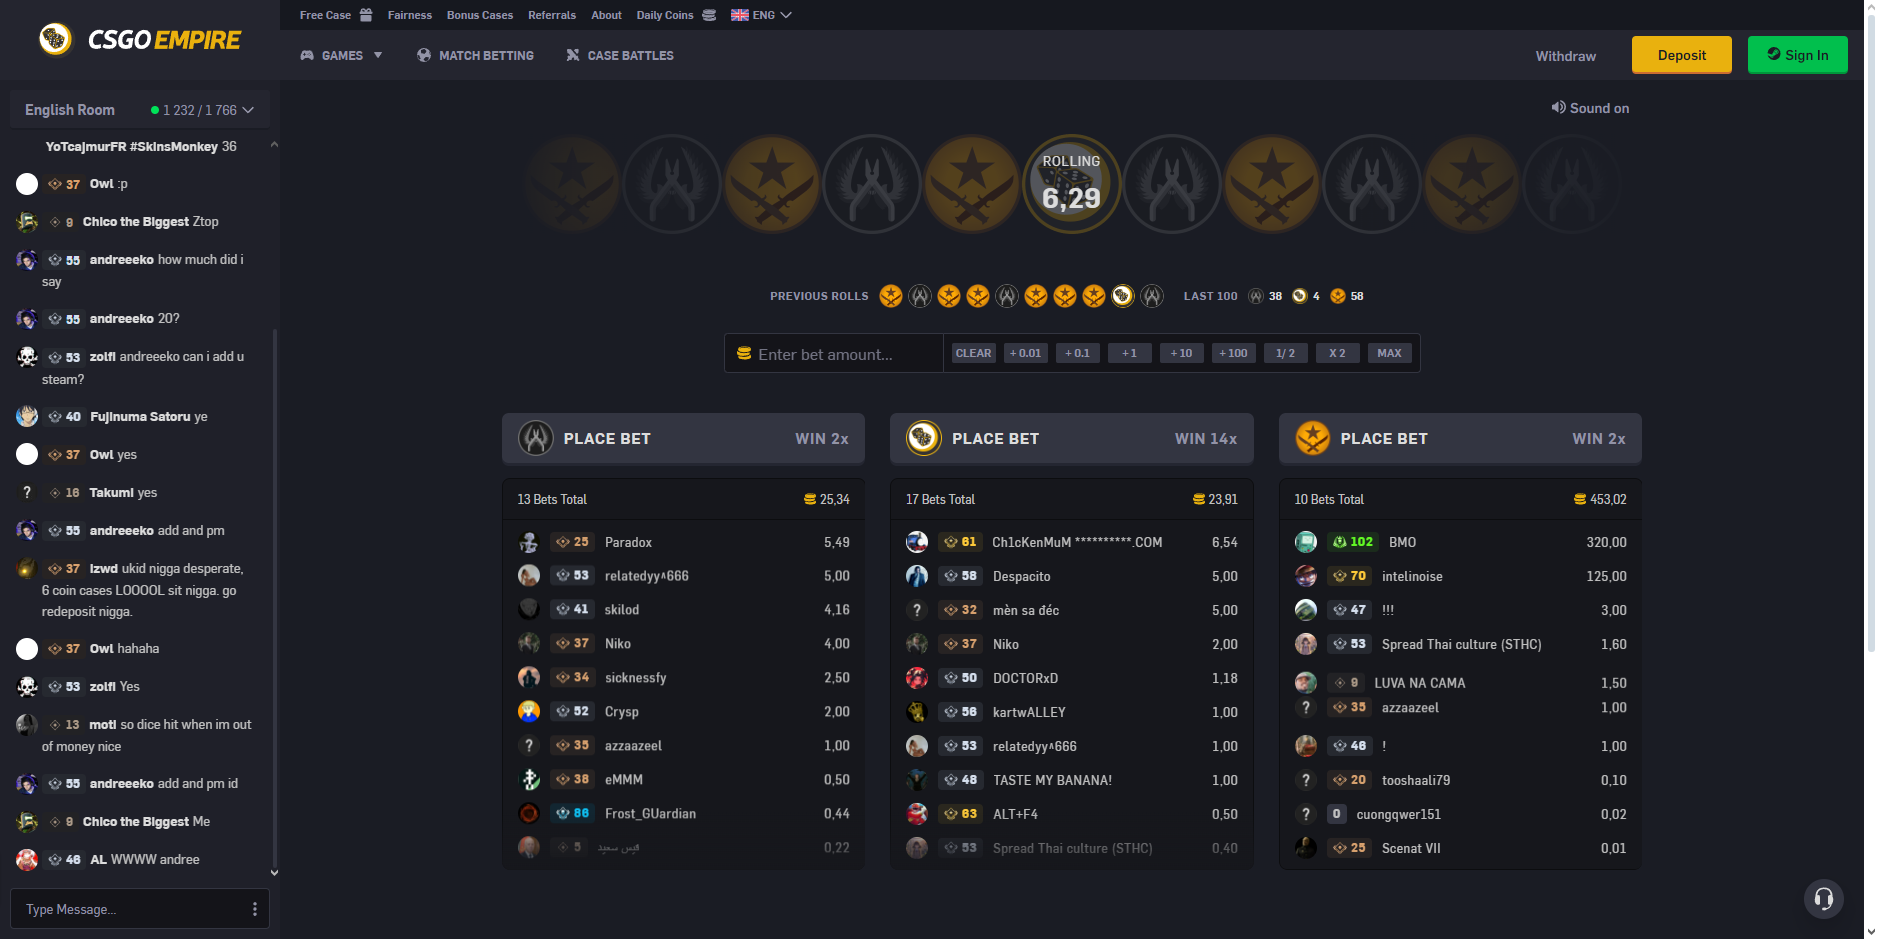 Free Case Fairness Bonus Cases Referrals About Daily Coins ENG
CSGOEMPIRE
GAMES MATCH BETTING CASE BATTLES Withdraw Deposit Sign In
English Room 1 232 / 1 766
Sound on
YoTcajmurFR #SkinsMonkey 36
37 Owl :p
9 Chico the Biggest Ztop
55 andreeeko how much did i
say
55 andreeeko 20?
53 zolfi andreeeko can i add u
steam?
40 Fujinuma Satoru ye
37 Owl yes
? 16 Takumi yes
55 andreeeko add and pm
37 Izwd ukid nigga desperate,
6 coin cases LOOOOL sit nigga. go
redeposit nigga.
37 Owl hahaha
53 zolfi Yes
13 moti so dice hit when im out
of money nice
55 andreeeko add and pm id
9 Chico the Biggest Me
46 AL WWWW andree
Type Message...
ROLLING
6,29
PREVIOUS ROLLS LAST 100 38 4 58
Enter bet amount... CLEAR + 0.01 + 0.1 + 1 + 10 + 100 1/ 2 X 2 MAX
PLACE BET WIN 2x
13 Bets Total 25,34
25 Paradox 5,49
53 relatedyy^666 5,00
41 skilod 4,16
37 Niko 4,00
34 sicknessfy 2,50
52 Crysp 2,00
? 35 azzaazeel 1,00
38 eMMM 0,50
86 Frost_GUardian 0,44
5 قيس سعيد 0,22
PLACE BET WIN 14x
17 Bets Total 23,91
61 Ch1cKenMuM **********.COM 6,54
58 Despacito 5,00
? 32 mèn sa đéc 5,00
37 Niko 2,00
50 DOCTORxD 1,18
56 kartwALLEY 1,00
53 relatedyy^666 1,00
48 TASTE MY BANANA! 1,00
63 ALT+F4 0,50
53 Spread Thai culture (STHC) 0,40
PLACE BET WIN 2x
10 Bets Total 453,02
102 BMO 320,00
70 intelinoise 125,00
47 !!! 3,00
53 Spread Thai culture (STHC) 1,60
9 LUVA NA CAMA 1,50
? 35 azzaazeel 1,00
46 ! 1,00
? 20 tooshaali79 0,10
? 0 cuongqwer151 0,02
25 Scenat VII 0,01